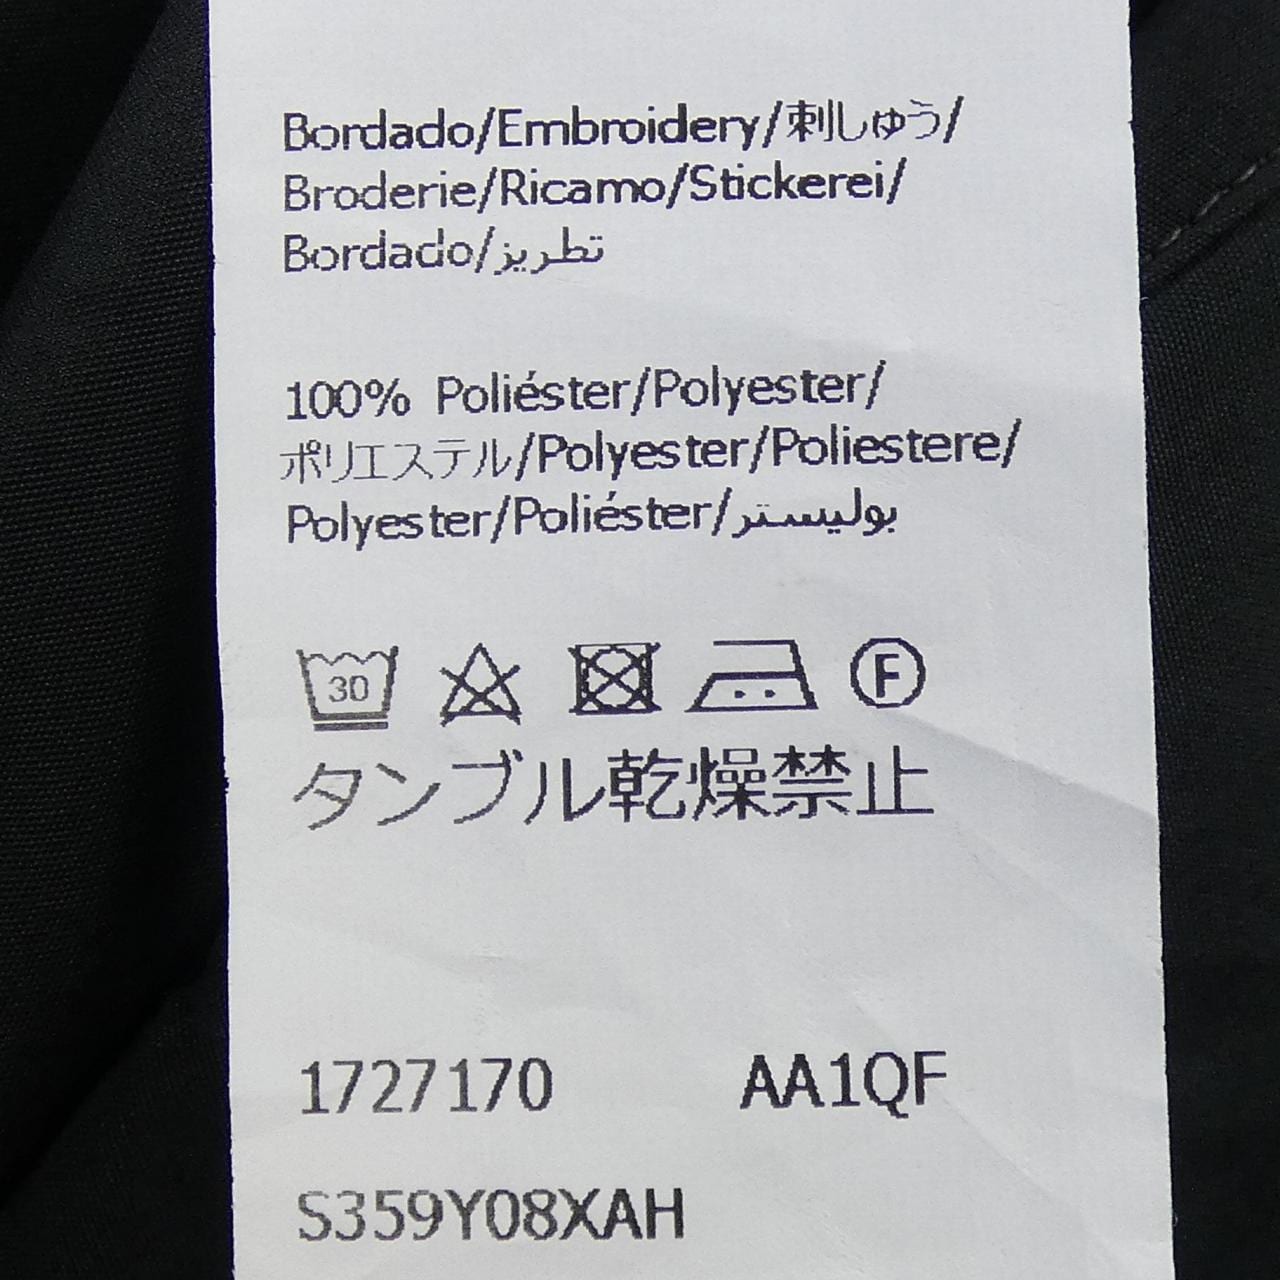 Bordado/Embroidery/刺しゅう/
Broderie/Ricamo/Stickerei/
Bordado/تطريز
100% Poliéster/Polyester/
ポリエステル/Polyester/Poliestere/
Polyester/Poliéster/بوليستر
30 F
タンブル乾燥禁止
1727170 AA1QF
S359Y08XAH